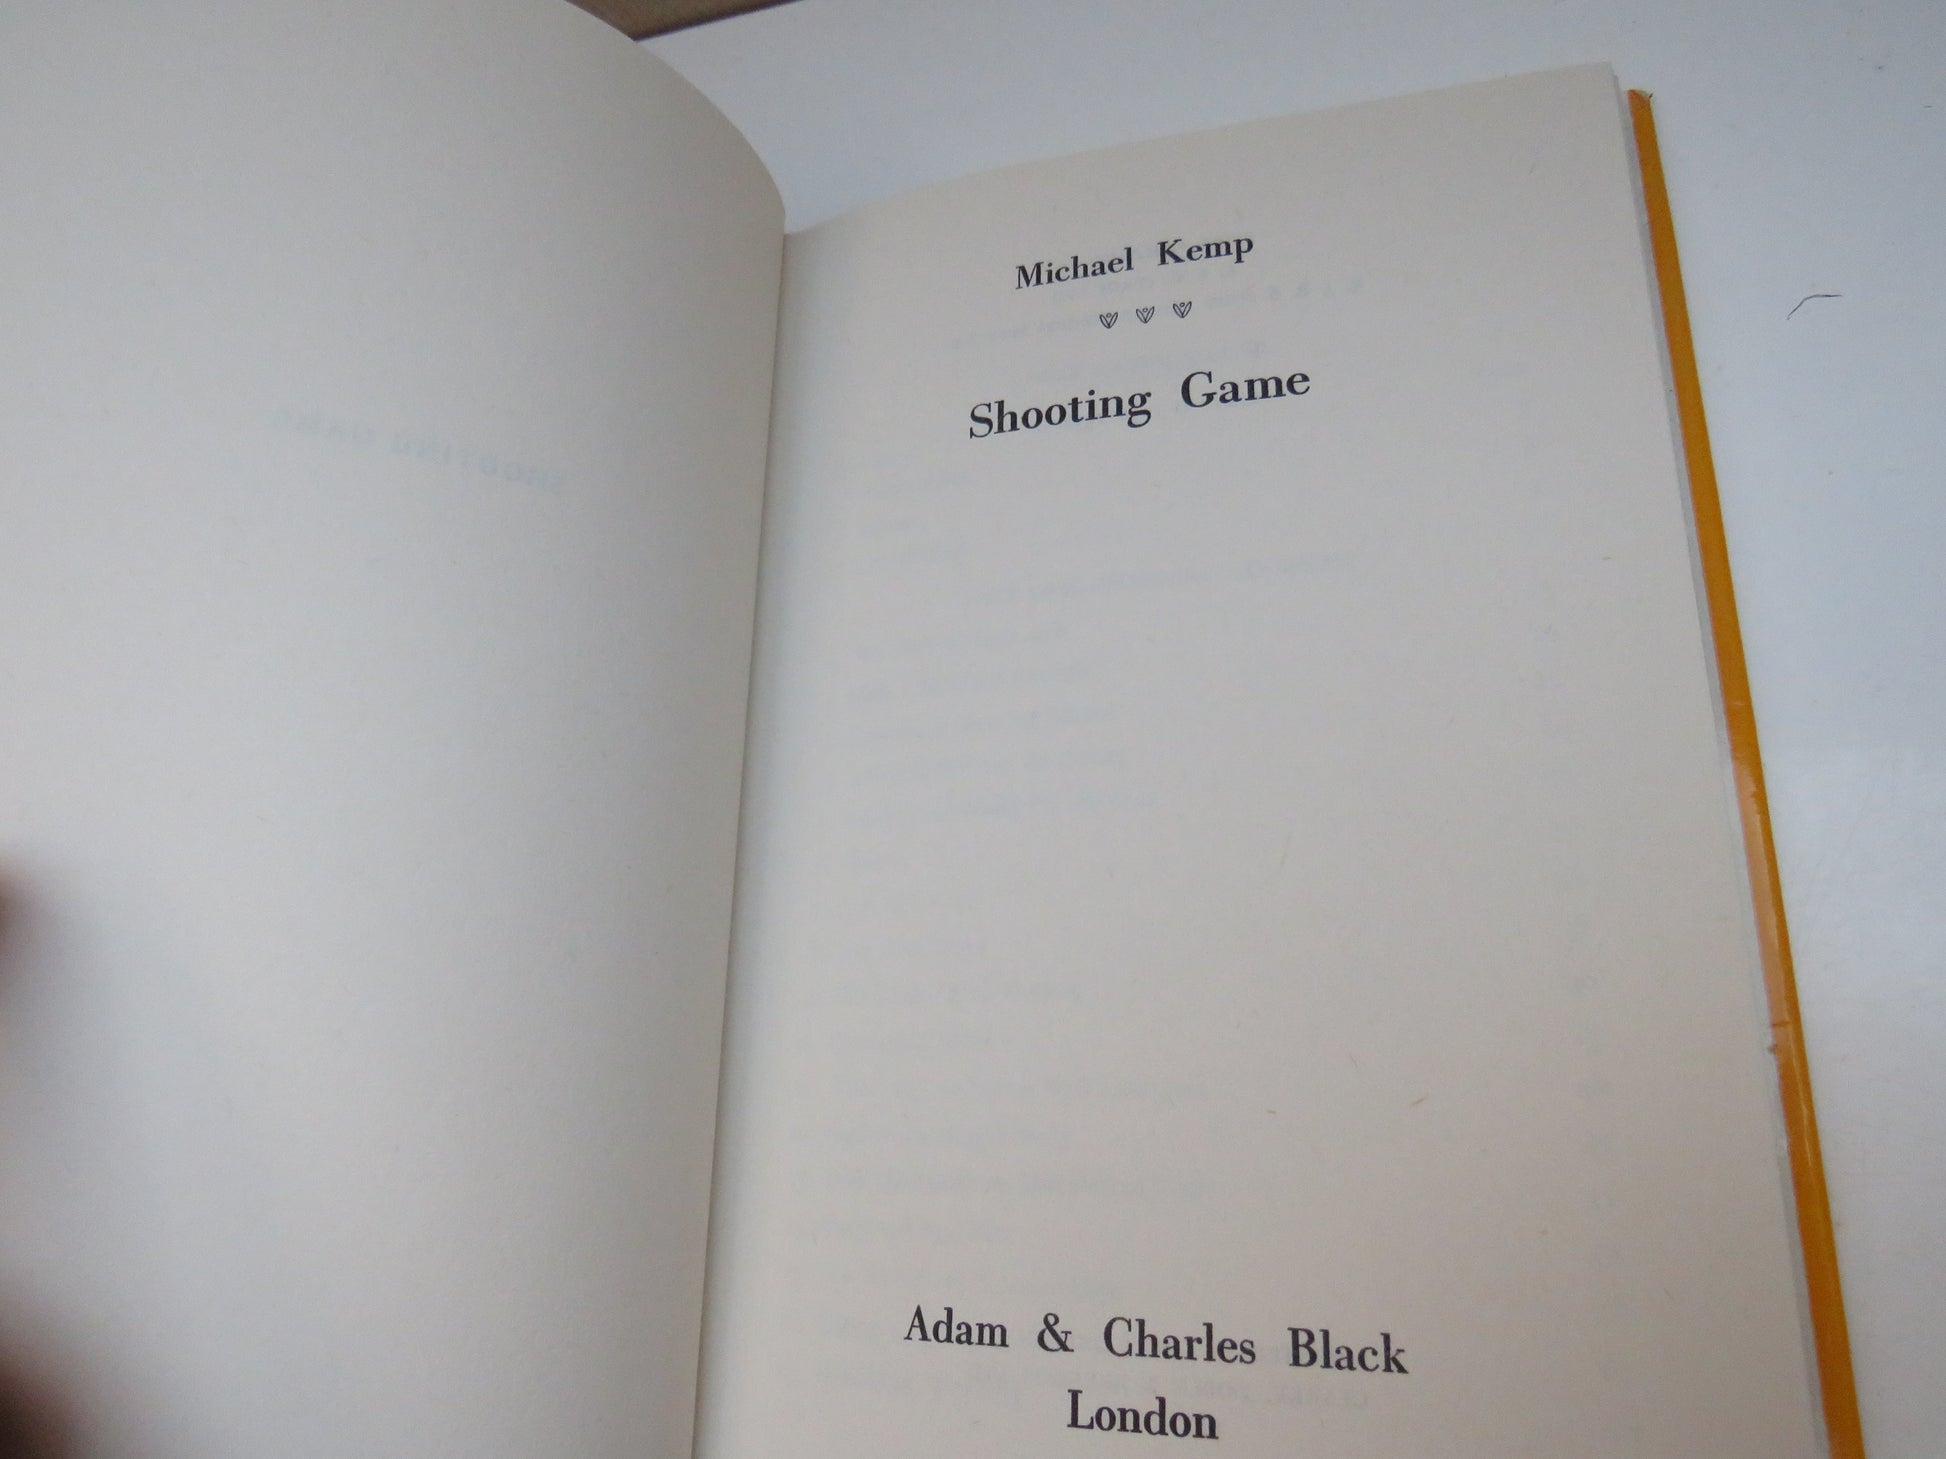 Michael Kemp
Shooting Game
Adam & Charles Black
London